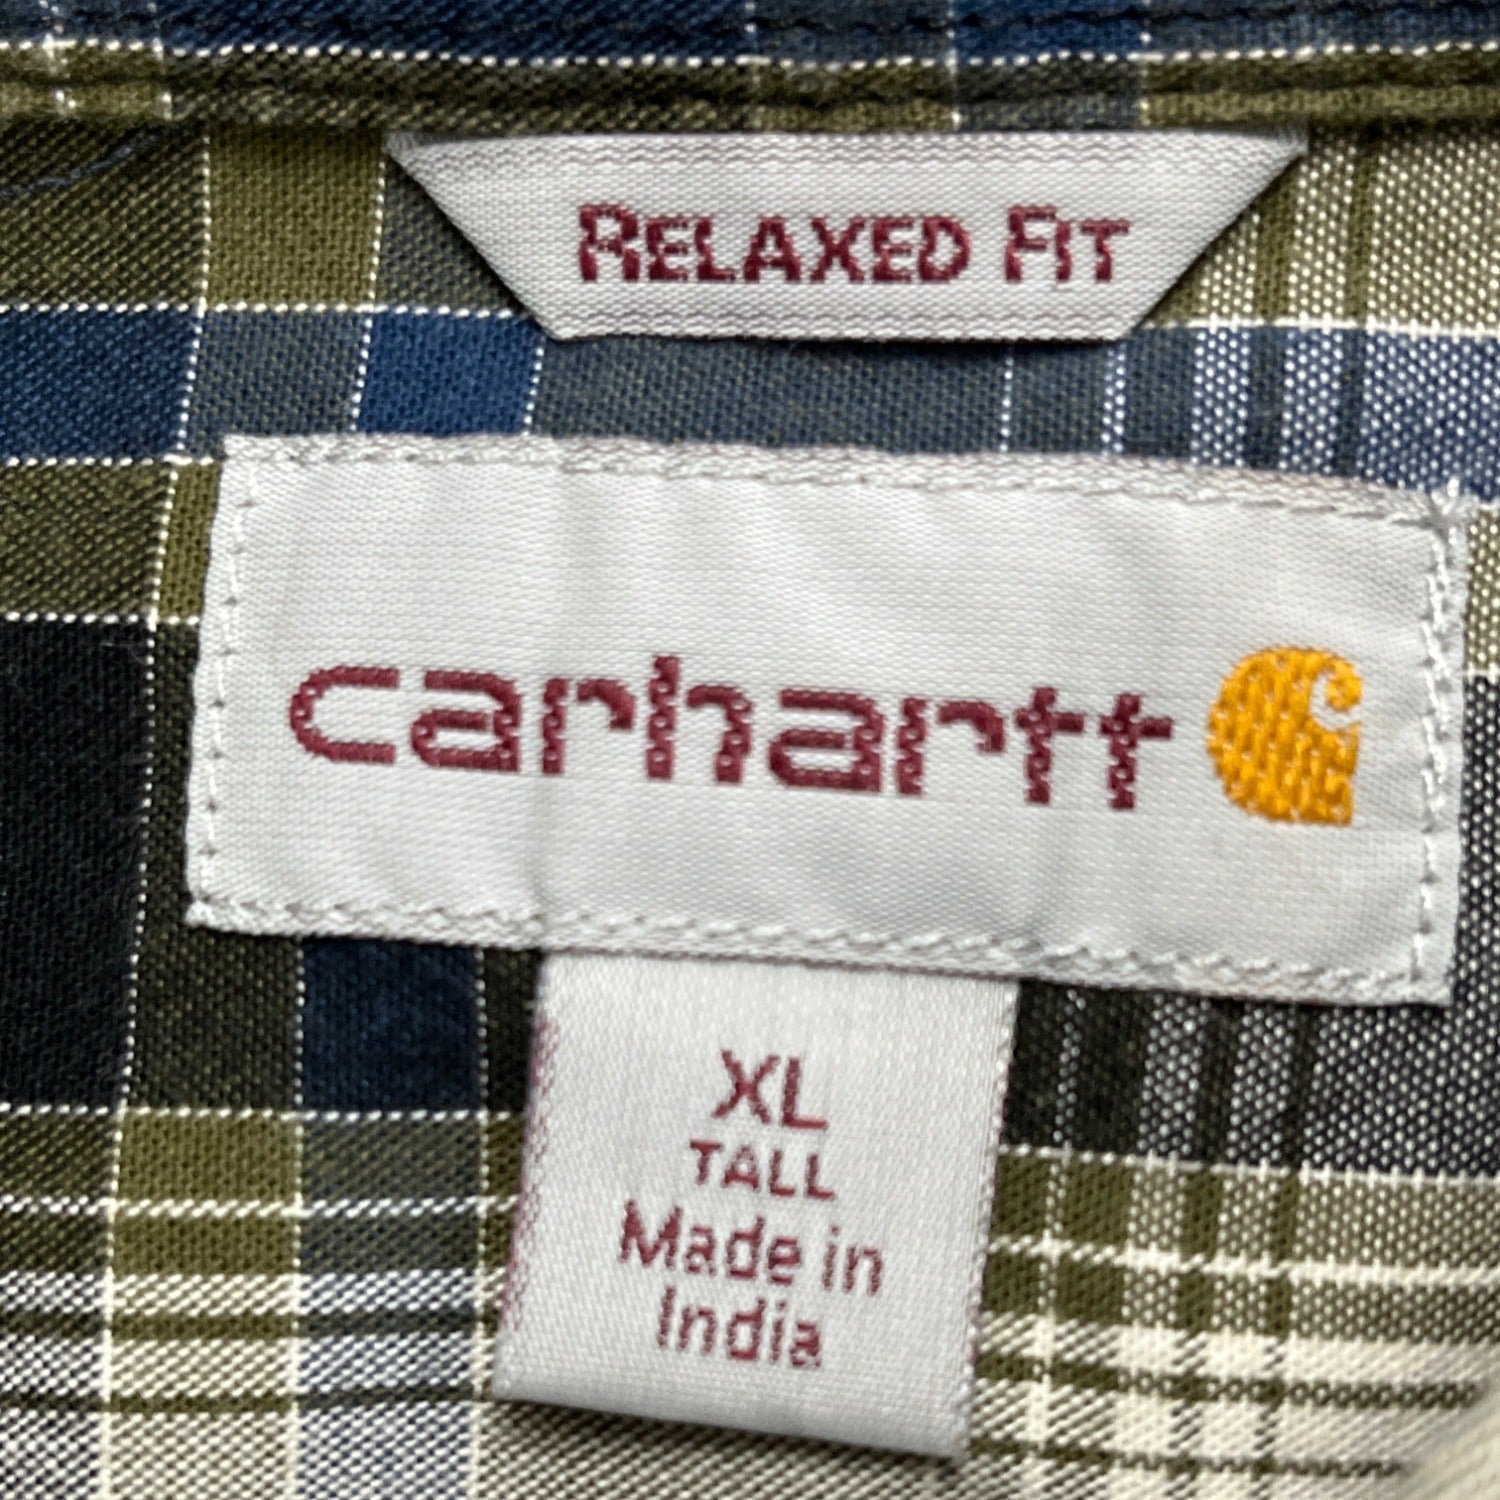 RELAXED FIT
carhartt
XL
TALL
Made in
India